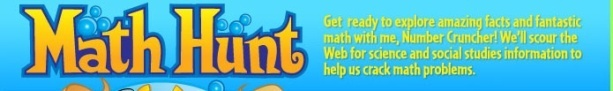 Math Hunt
Get ready to explore amazing facts and fantastic
math with me, Number Cruncher! We'll scour the
Web for science and social studies information to
help us crack math problems.